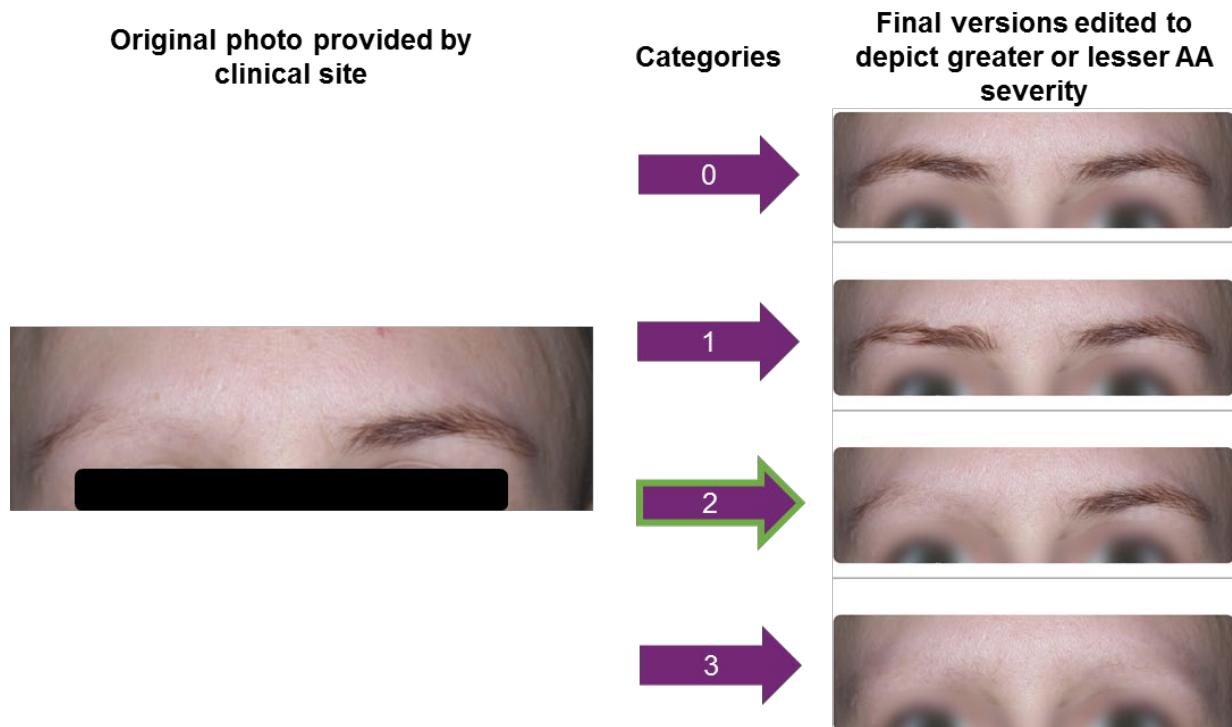 Original photo provided by
clinical site
Categories
Final versions edited to
depict greater or lesser AA
severity
0
1
2
3